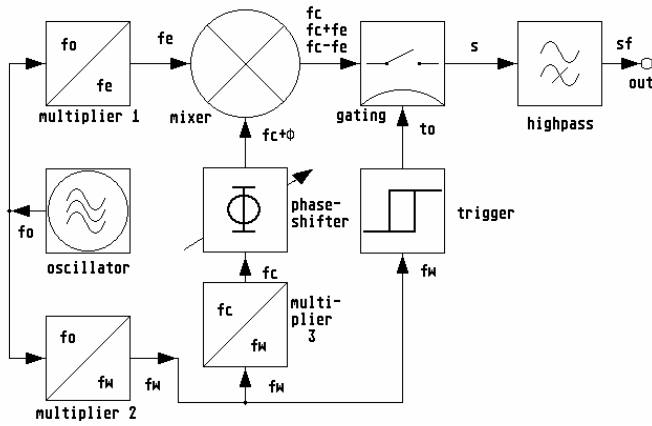 fo
fe
multiplier 1
fe
mixer
fc
fc+fe
fc-fe
gating
s
highpass
sf
out
fc+Φ
to
fo
oscillator
Φ
phase-
shifter
trigger
fc
fw
fc
fw
multi-
plier
3
fo
fw
multiplier 2
fw
fw